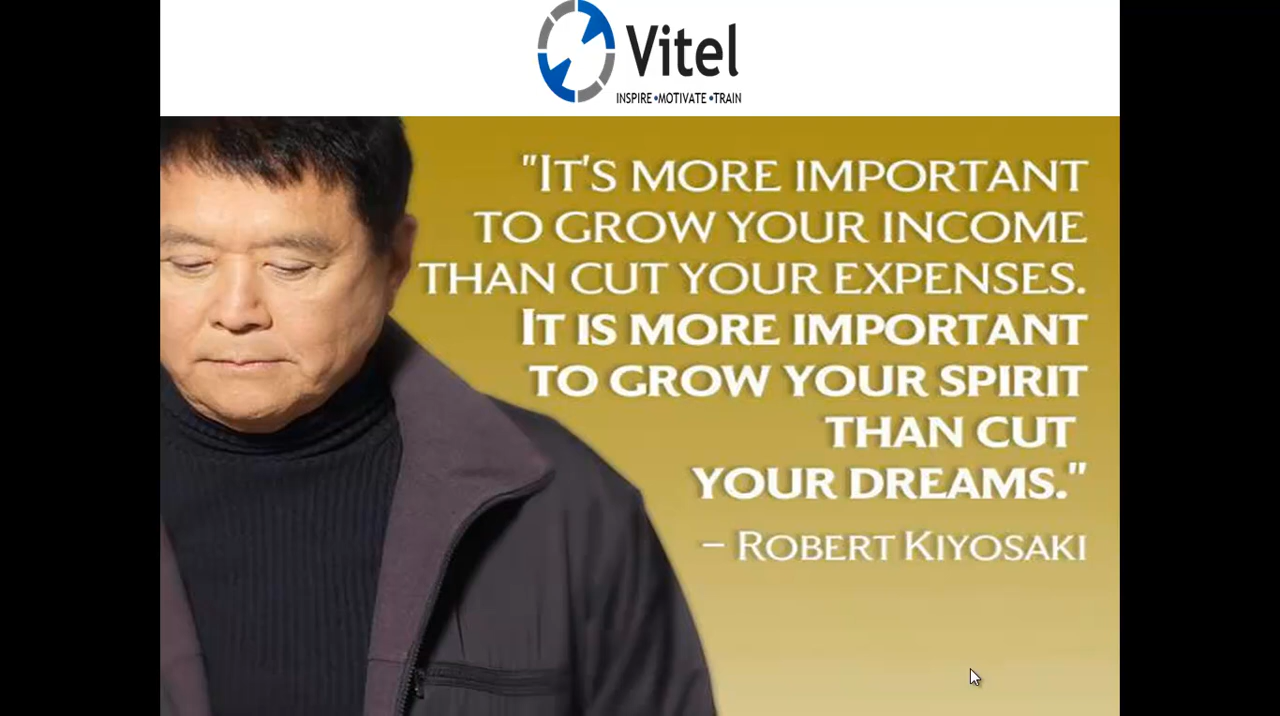 Vitel
INSPIRE •MOTIVATE •TRAIN
"IT'S MORE IMPORTANT
TO GROW YOUR INCOME
THAN CUT YOUR EXPENSES.
IT IS MORE IMPORTANT
TO GROW YOUR SPIRIT
THAN CUT
YOUR DREAMS."
– ROBERT KIYOSAKI